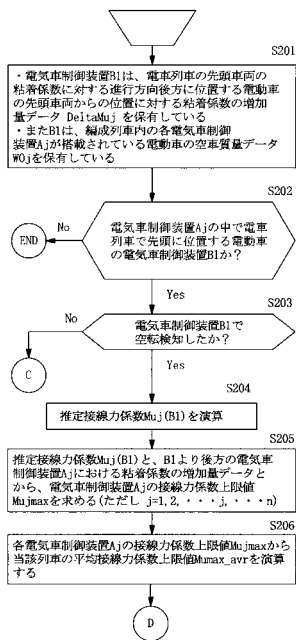 S201
・電気車制御装置B1は、電車列車の先頭車両の
粘着係数に対する進行方向後方に位置する電動車
の先頭車両からの位置に対する粘着係数の増加
量データ DeltaMuj を保有している
・またB1は、編成列車内の各電気車制御
装置Ajが搭載されている電動車の空車質量データ
W0jを保有している
S202
No
END
電気車制御装置Ajの中で電車
列車で先頭に位置する電動車
の電気車制御装置B1か？
Yes
S203
No
電気車制御装置B1で
空転検知したか？
C
Yes
S204
推定接線力係数Muj(B1)を演算
S205
推定接線力係数Muj(B1)と、B1より後方の電気車
制御装置Ajにおける粘着係数の増加量データと
から、電気車制御装置Ajの接線力係数上限値
Mujmaxを求める(ただし j=1,2,・・・j,・・・n)
S206
各電気車制御装置Ajの接線力係数上限値Mujmaxから
当該列車の平均接線力係数上限値Mumax_avrを演算
する
D